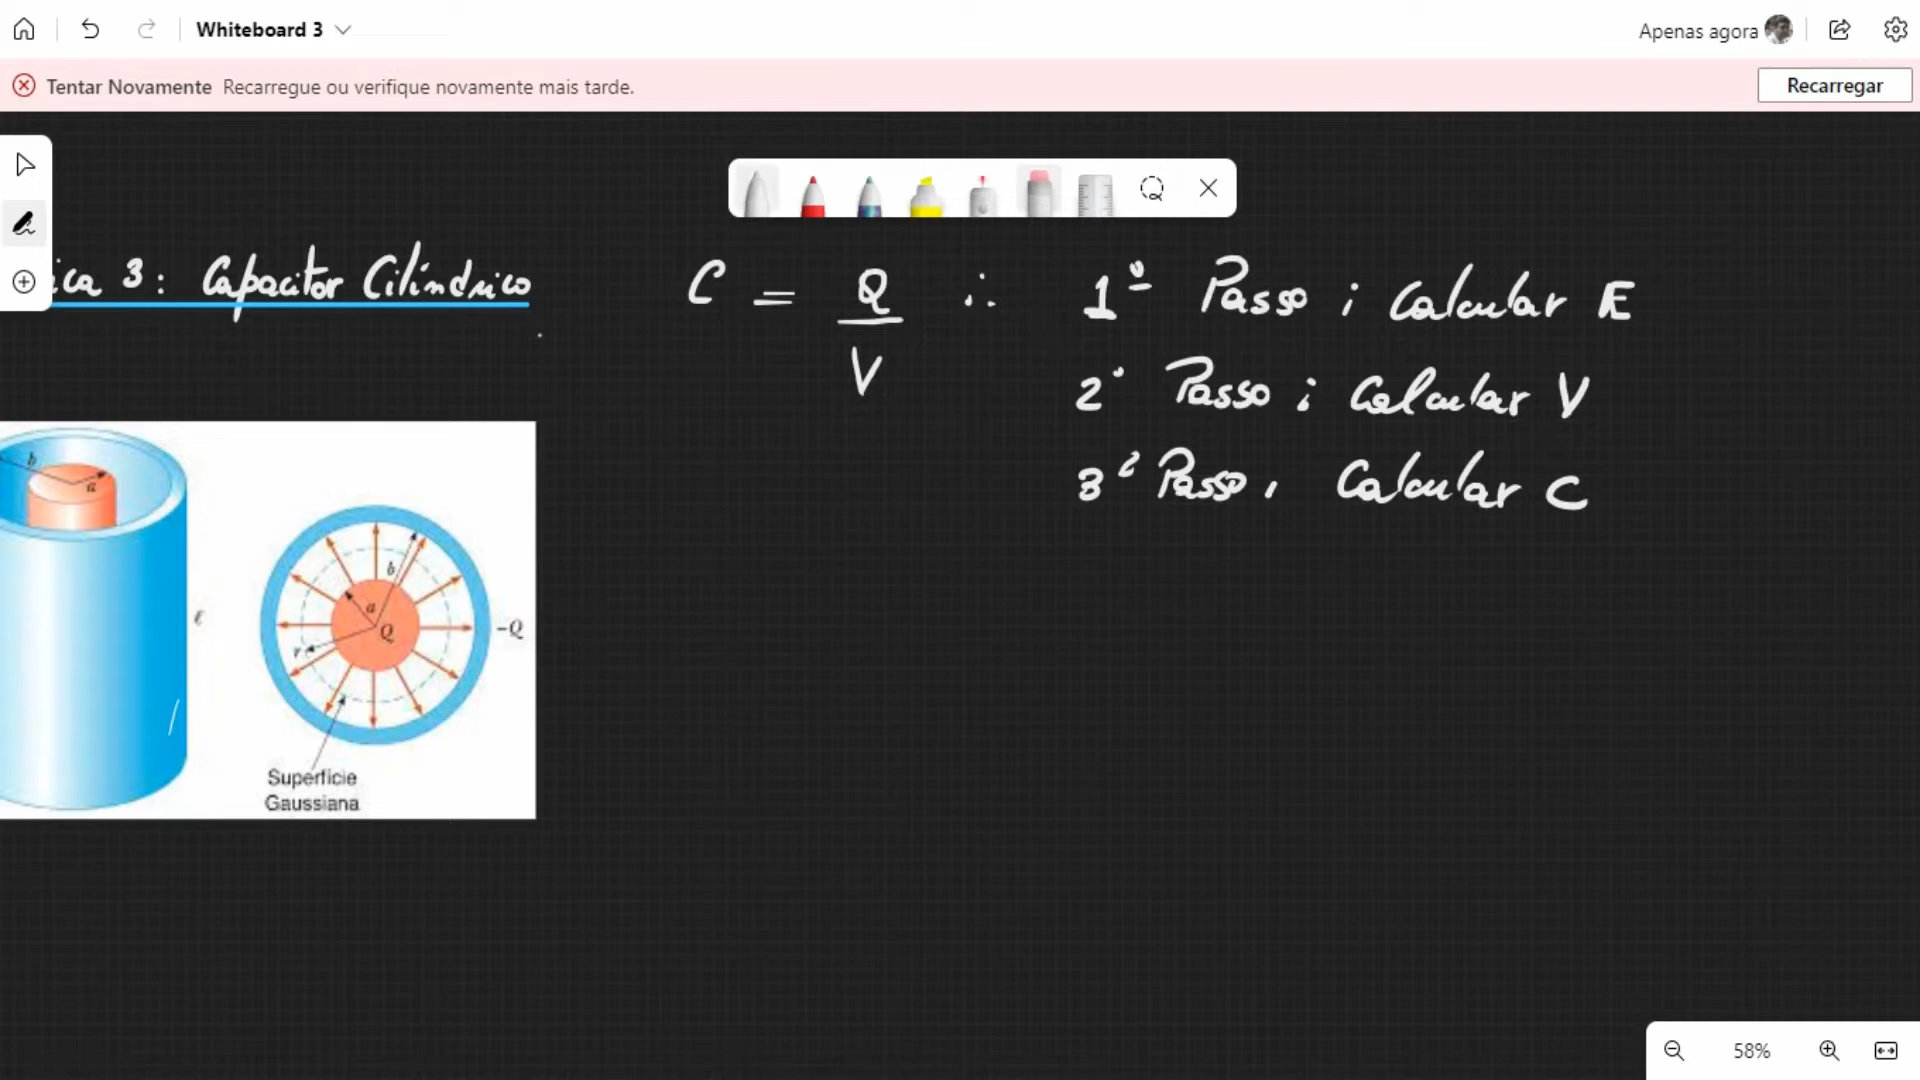 Whiteboard 3
Apenas agora
Tentar Novamente Recarregue ou verifique novamente mais tarde.
Recarregar
ica 3: Capacitor Cilíndrico
C = Q / V ∴ 1º Passo ; Calcular E
2º Passo ; Calcular V
3º Passo , Calcular C
b
a
ℓ
b
a
Q
r
-Q
Superfície
Gaussiana
58%